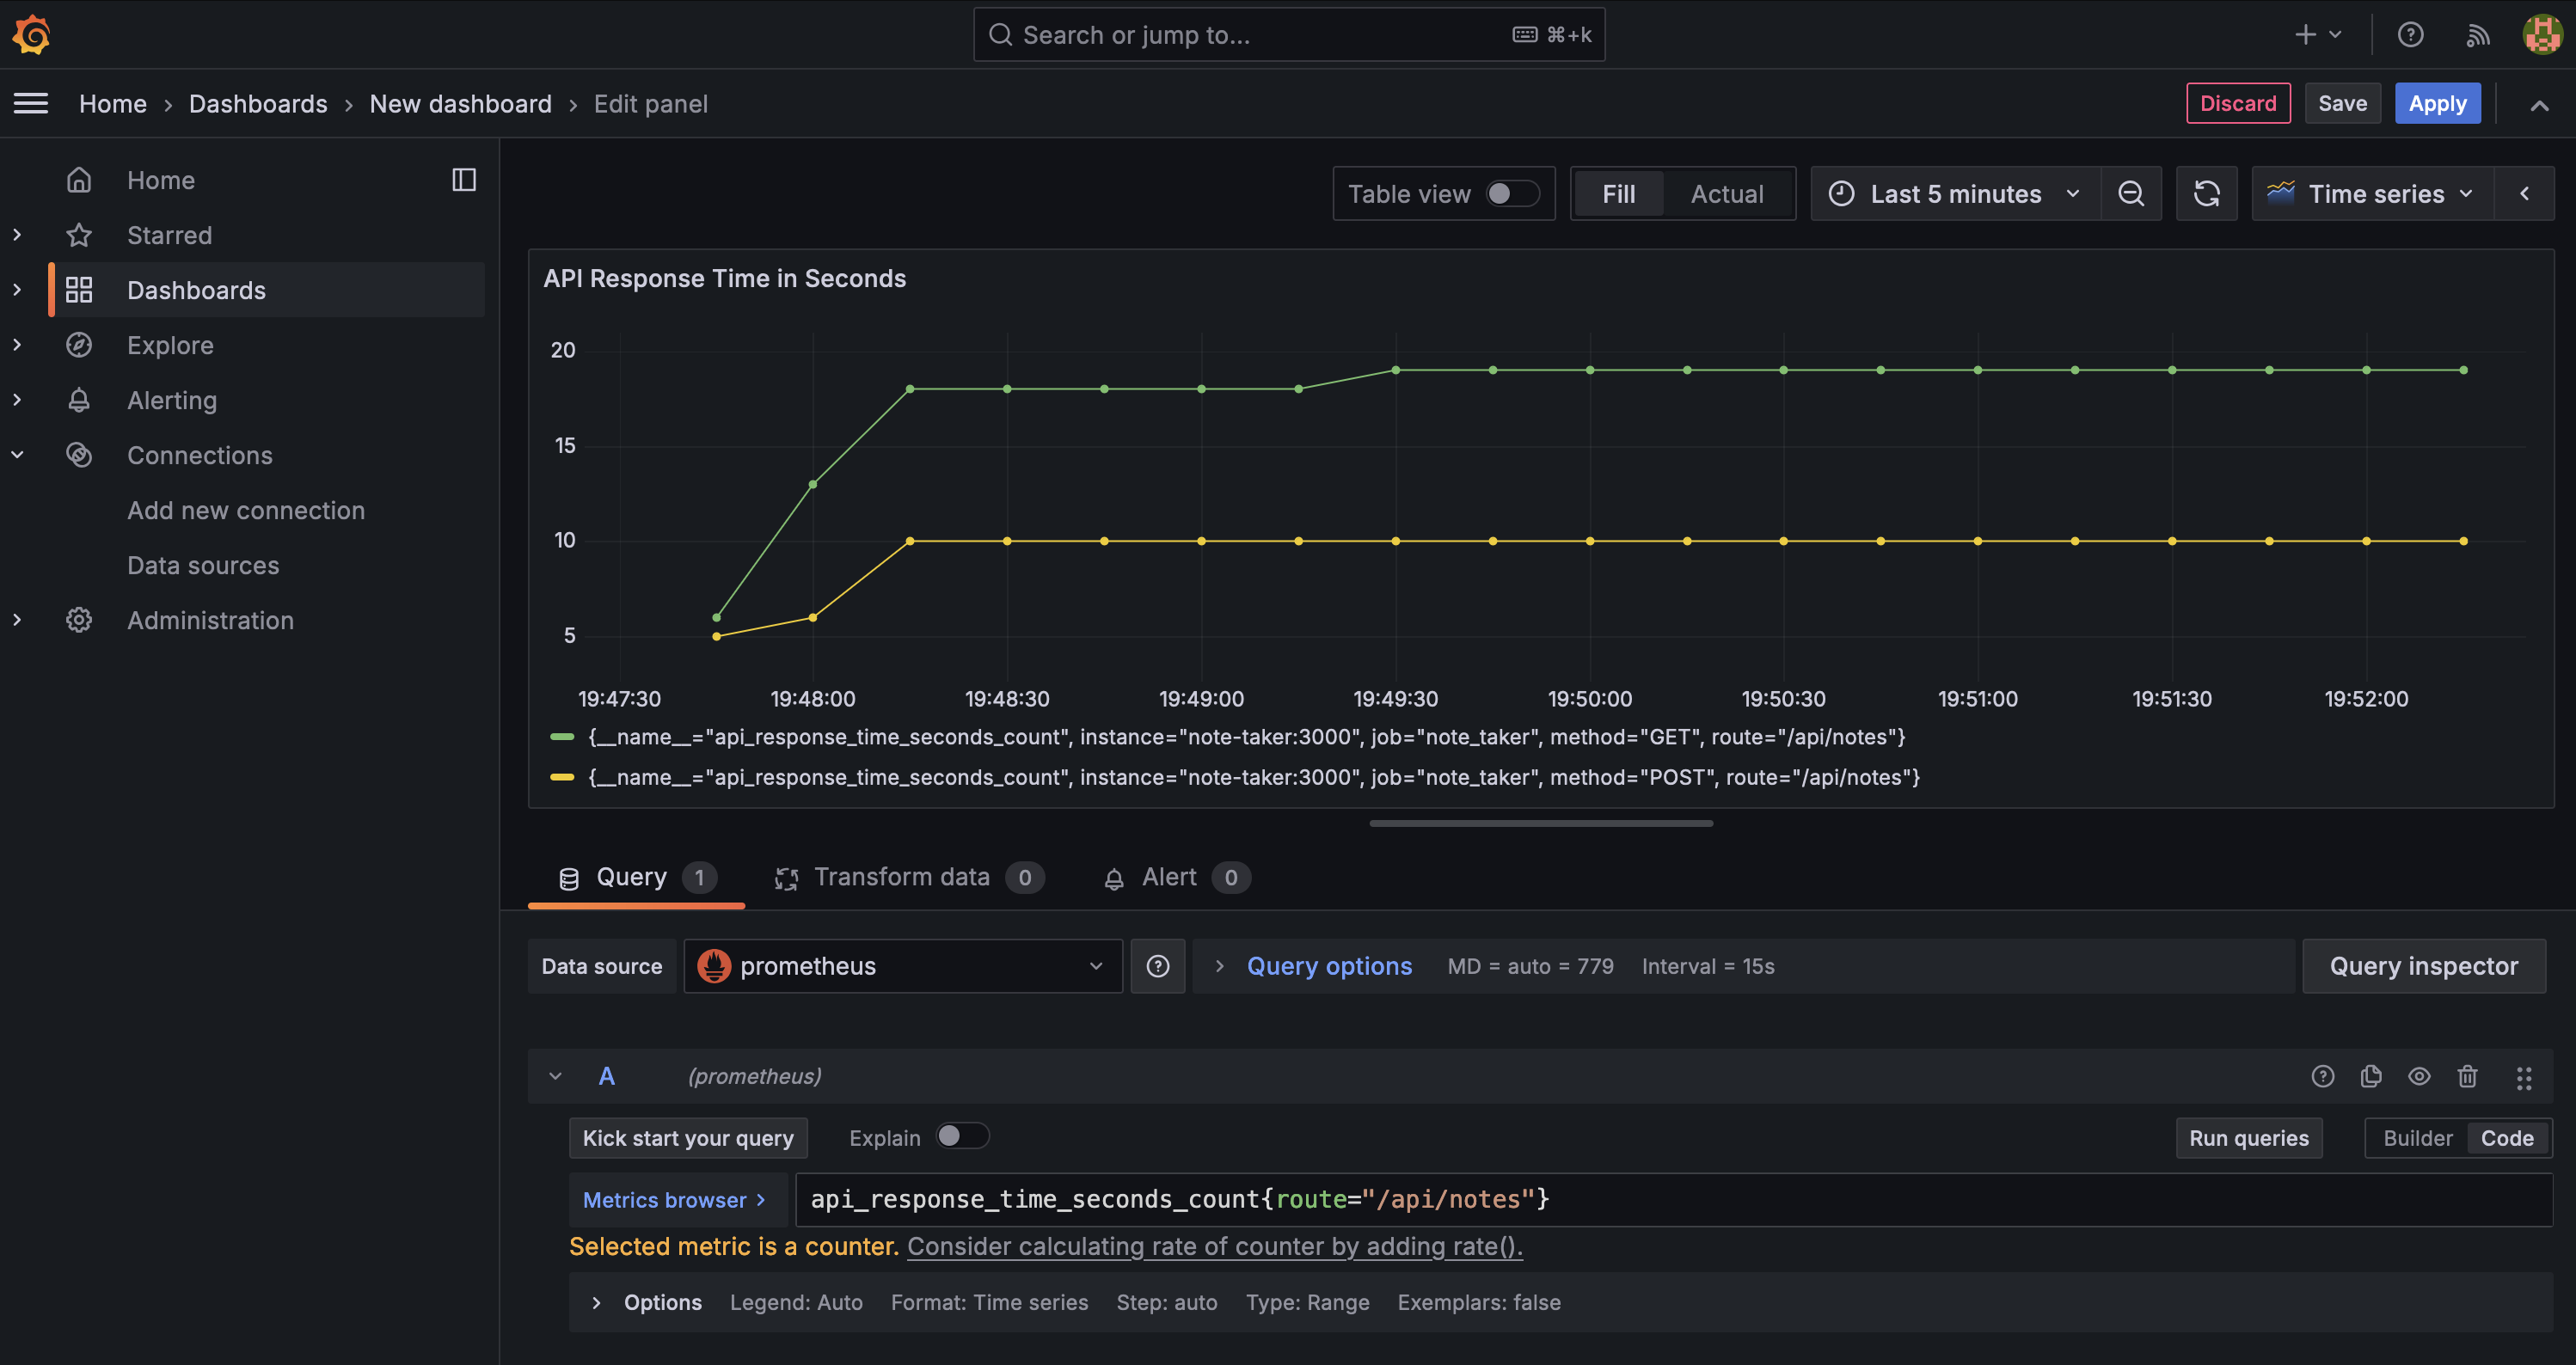 Search or jump to...
⌘+k
Home › Dashboards › New dashboard › Edit panel
Discard
Save
Apply
Home
Starred
Dashboards
Explore
Alerting
Connections
Add new connection
Data sources
Administration
Table view
Fill
Actual
Last 5 minutes
Time series
API Response Time in Seconds
20
15
10
5
19:47:30 19:48:00 19:48:30 19:49:00 19:49:30 19:50:00 19:50:30 19:51:00 19:51:30 19:52:00
{__name__="api_response_time_seconds_count", instance="note-taker:3000", job="note_taker", method="GET", route="/api/notes"}
{__name__="api_response_time_seconds_count", instance="note-taker:3000", job="note_taker", method="POST", route="/api/notes"}
Query 1
Transform data 0
Alert 0
Data source
prometheus
Query options
MD = auto = 779
Interval = 15s
Query inspector
A
(prometheus)
Kick start your query
Explain
Run queries
Builder
Code
Metrics browser >
api_response_time_seconds_count{route="/api/notes"}
Selected metric is a counter. Consider calculating rate of counter by adding rate().
Options
Legend: Auto
Format: Time series
Step: auto
Type: Range
Exemplars: false